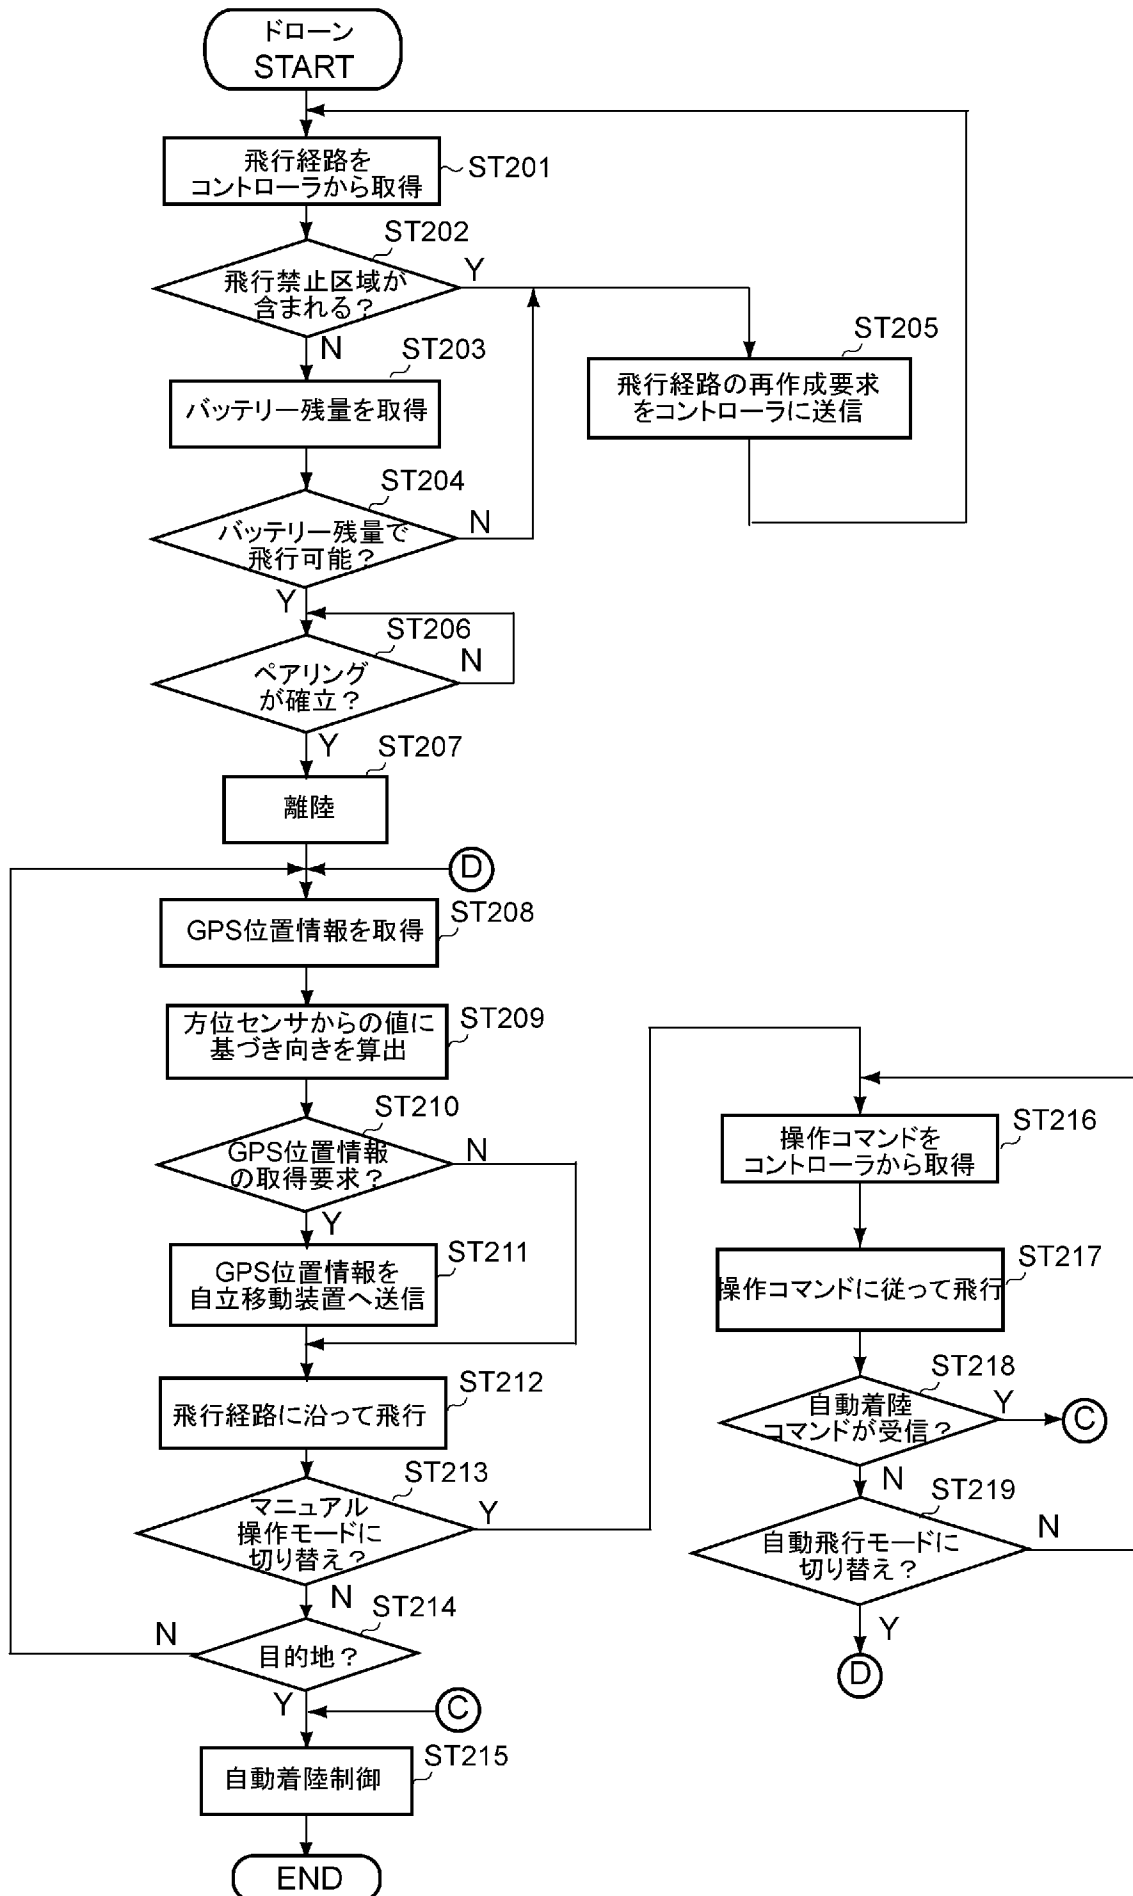 ドローン
START
飛行経路を
コントローラから取得
ST201
ST202
飛行禁止区域が
含まれる？
Y
N
ST203
バッテリー残量を取得
ST204
バッテリー残量で
飛行可能？
N
Y
ST205
飛行経路の再作成要求
をコントローラに送信
ST206
ペアリング
が確立？
N
Y
ST207
離陸
D
ST208
GPS位置情報を取得
ST209
方位センサからの値に
基づき向きを算出
ST210
GPS位置情報
の取得要求？
N
Y
ST211
GPS位置情報を
自立移動装置へ送信
ST212
飛行経路に沿って飛行
ST213
マニュアル
操作モードに
切り替え？
Y
N
ST214
目的地？
N
Y
C
ST215
自動着陸制御
END
ST216
操作コマンドを
コントローラから取得
ST217
操作コマンドに従って飛行
ST218
自動着陸
コマンドが受信？
Y
C
N
ST219
自動飛行モードに
切り替え？
N
Y
D